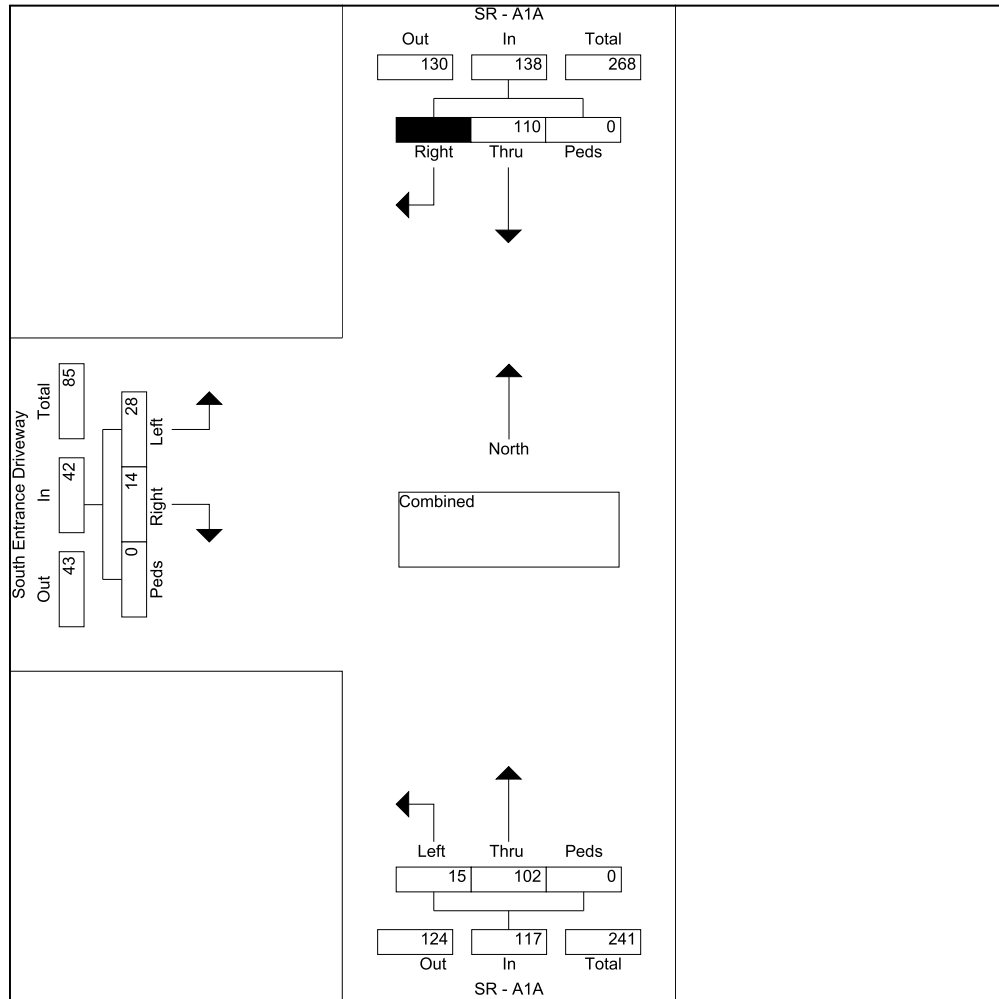 SR - A1A
Out In Total
130 138 268
110 0
Right Thru Peds
South Entrance Driveway
Total In Out
85 42 43
28 14 0
Left Right Peds
North
Combined
Left Thru Peds
15 102 0
124 117 241
Out In Total
SR - A1A